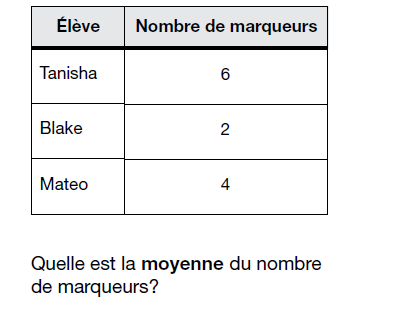 Élève Nombre de marqueurs
Tanisha 6
Blake 2
Mateo 4
Quelle est la moyenne du nombre
de marqueurs?